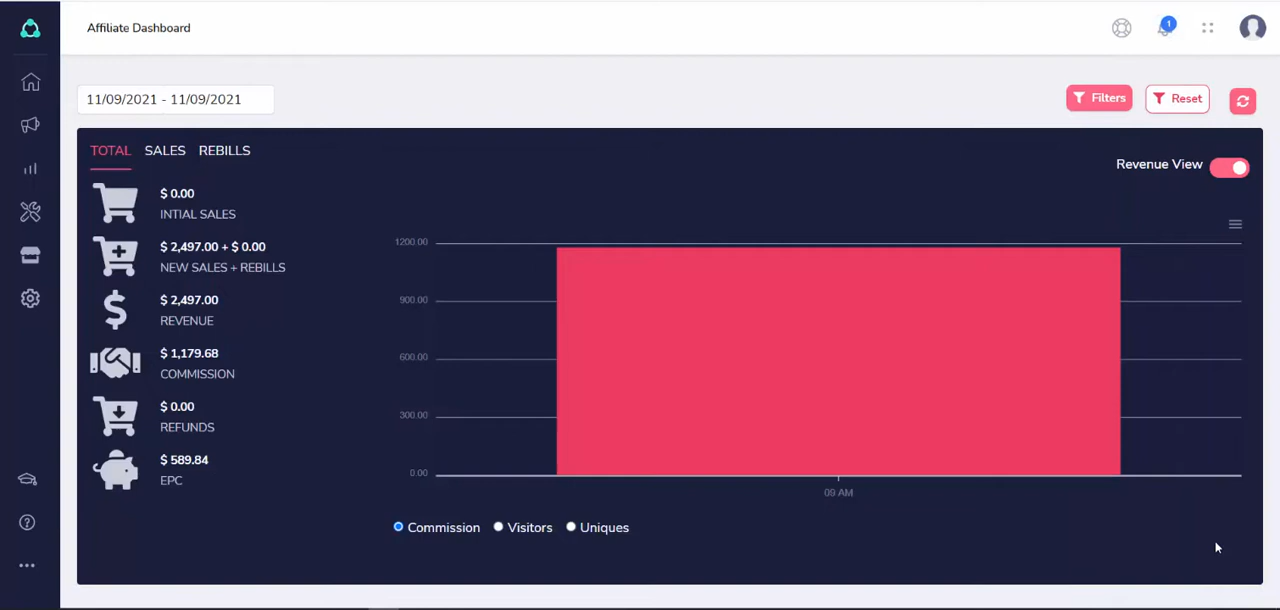 Affiliate Dashboard
1
11/09/2021 - 11/09/2021
Filters
Reset
TOTAL SALES REBILLS
Revenue View
$ 0.00
INTIAL SALES
$ 2,497.00 + $ 0.00
NEW SALES + REBILLS
$ 2,497.00
REVENUE
$ 1,179.68
COMMISSION
$ 0.00
REFUNDS
$ 589.84
EPC
1200.00
900.00
600.00
300.00
0.00
09 AM
Commission Visitors Uniques